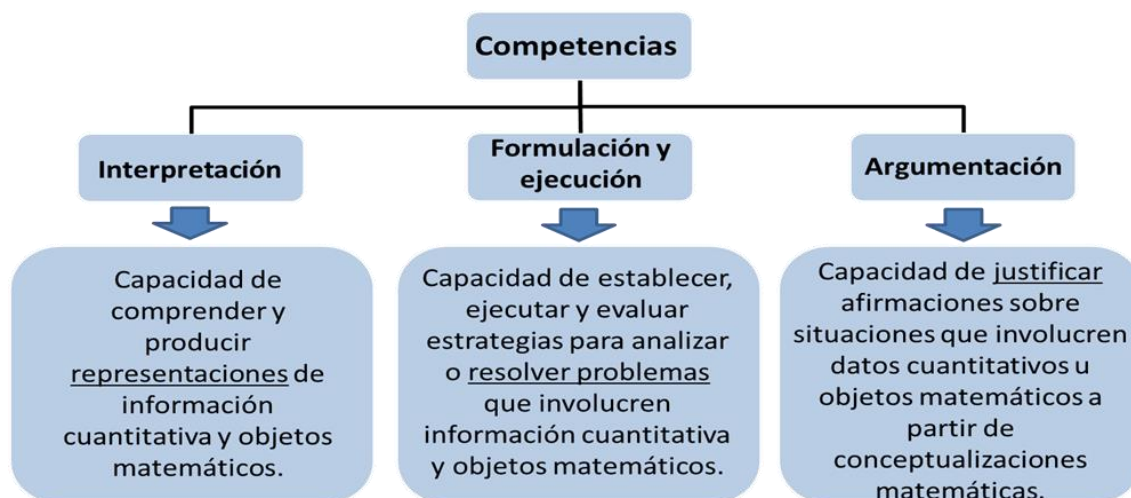 Competencias
Interpretación
Formulación y
ejecución
Argumentación
Capacidad de
comprender y
producir
representaciones de
información
cuantitativa y objetos
matemáticos.
Capacidad de establecer,
ejecutar y evaluar
estrategias para analizar
o resolver problemas
que involucren
información cuantitativa
y objetos matemáticos.
Capacidad de justificar
afirmaciones sobre
situaciones que involucren
datos cuantitativos u
objetos matemáticos a
partir de
conceptualizaciones
matemáticas.